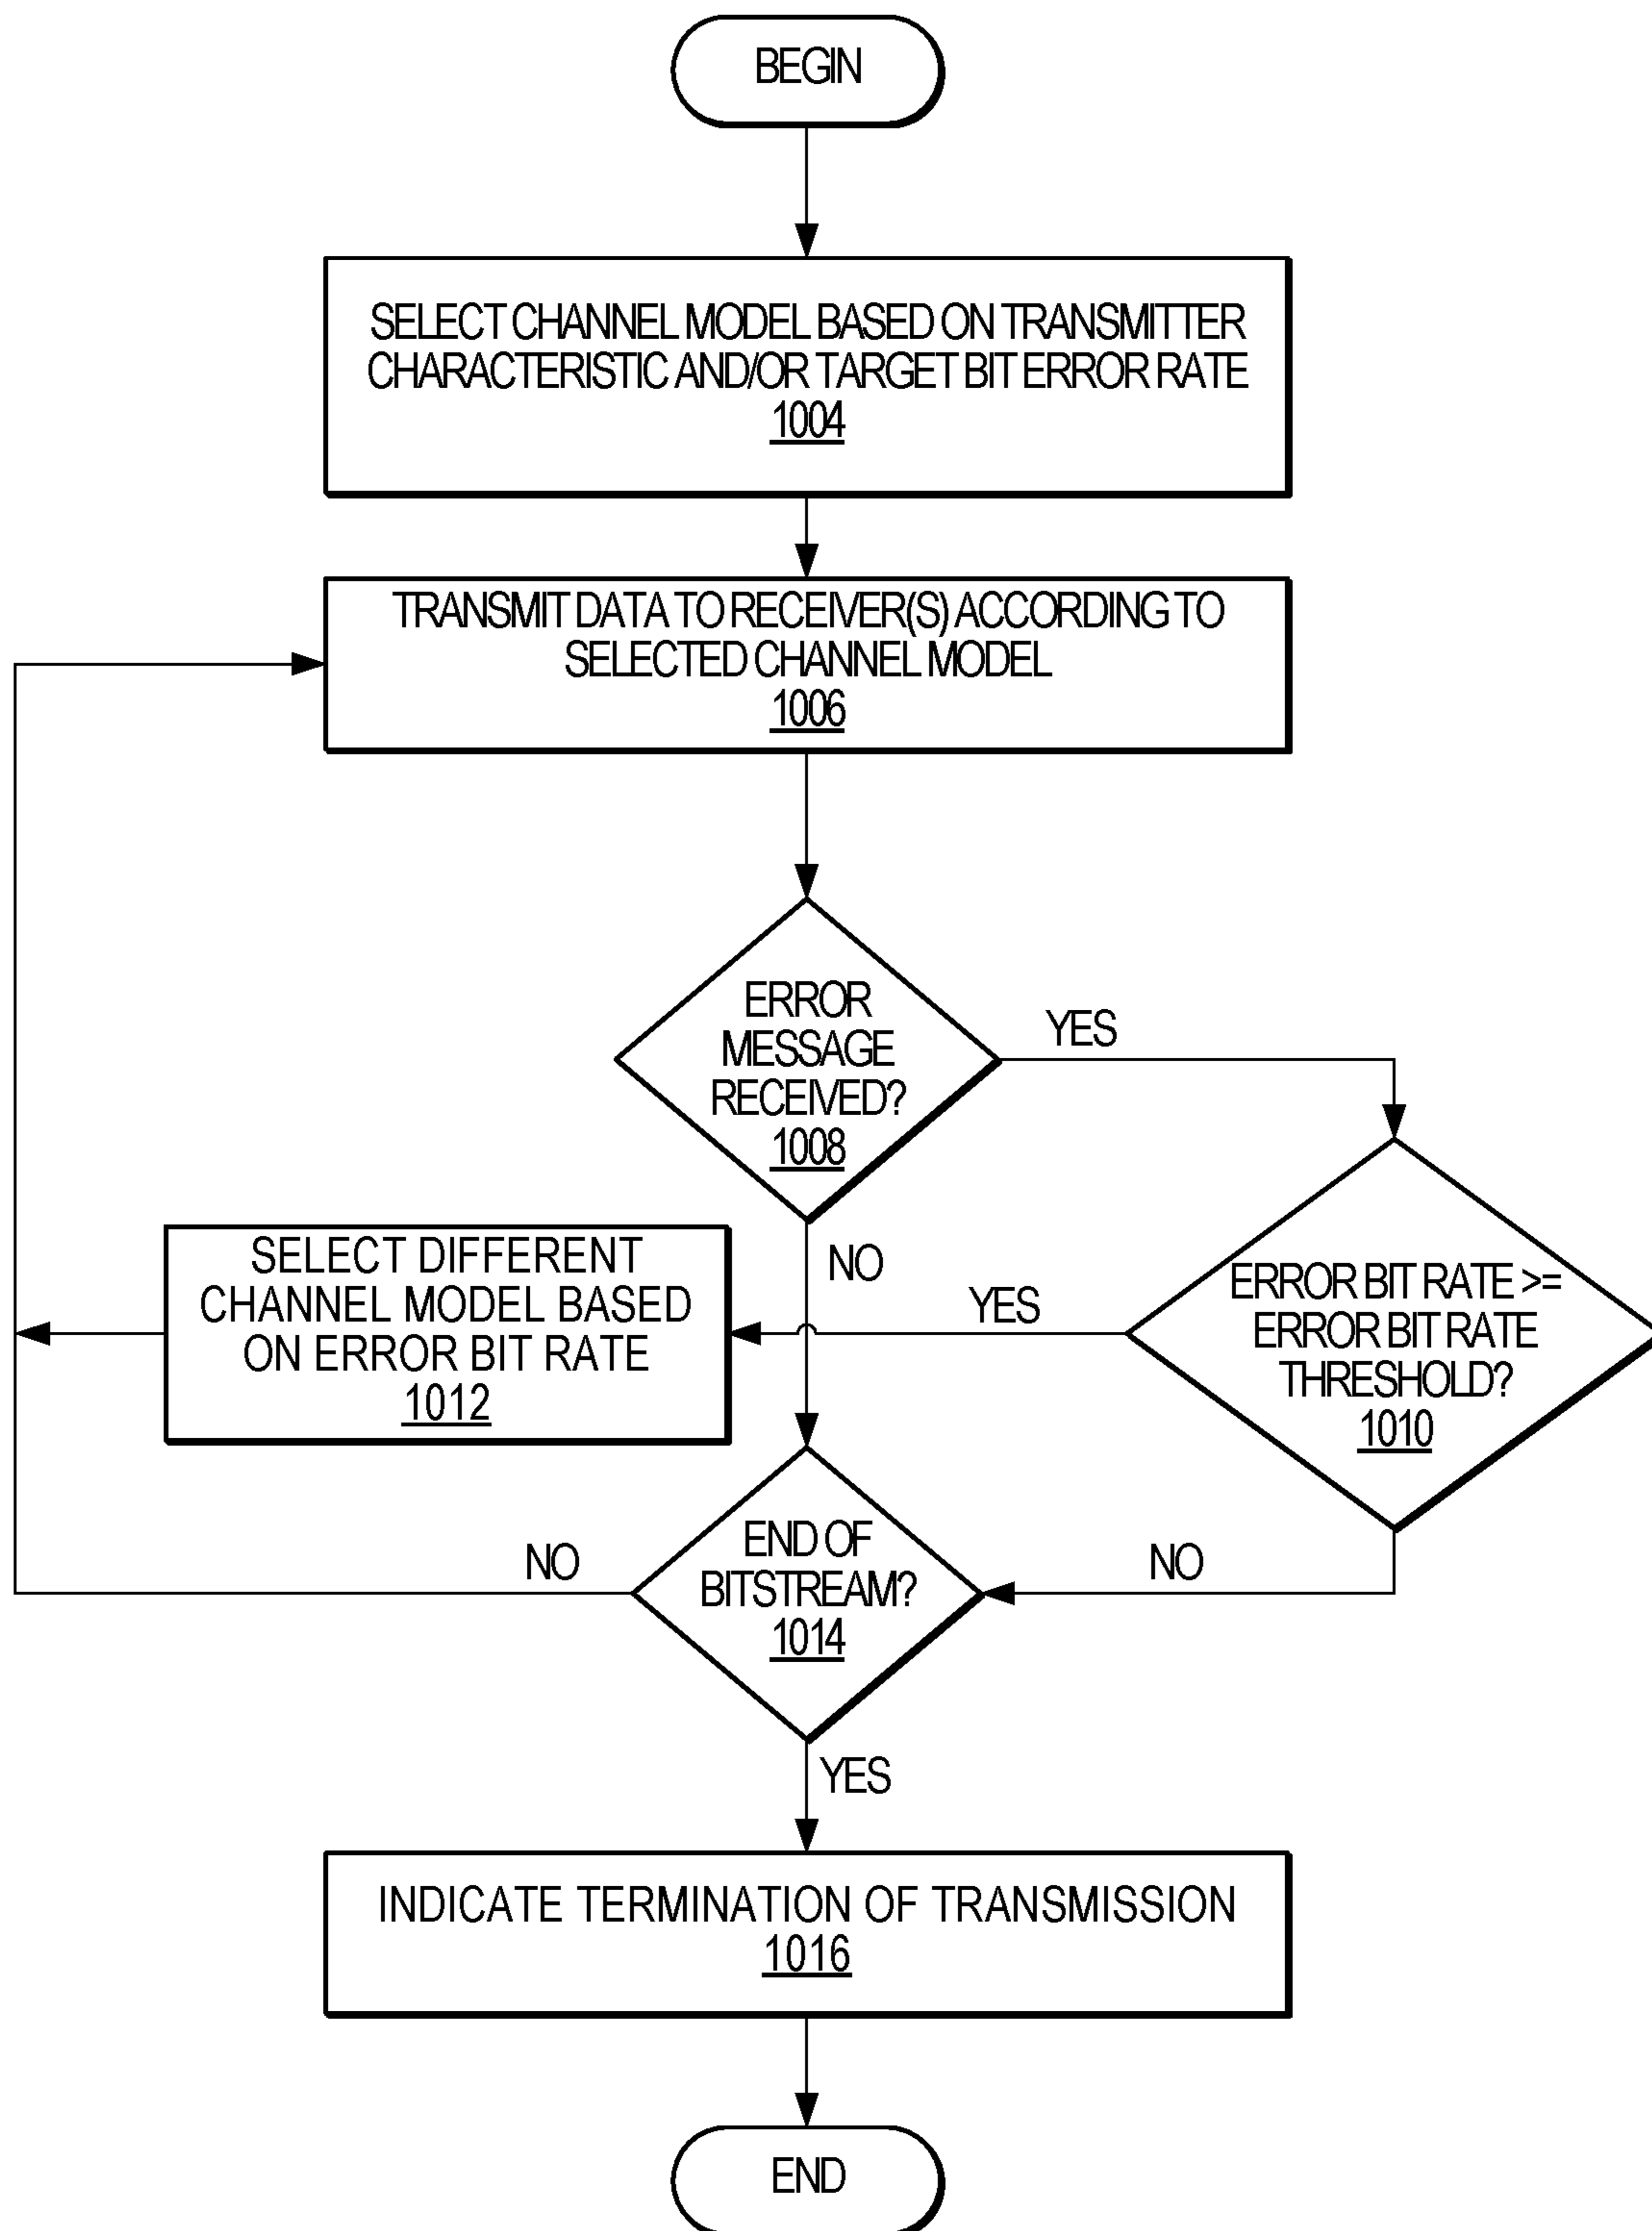 BEGIN
SELECT CHANNEL MODEL BASED ON TRANSMITTER
CHARACTERISTIC AND/OR TARGET BIT ERROR RATE
1004
TRANSMIT DATA TO RECEIVER(S) ACCORDING TO
SELECTED CHANNEL MODEL
1006
ERROR
MESSAGE
RECEIVED?
1008
YES
NO
SELECT DIFFERENT
CHANNEL MODEL BASED
ON ERROR BIT RATE
1012
YES
ERROR BIT RATE >=
ERROR BIT RATE
THRESHOLD?
1010
NO
END OF
BITSTREAM?
1014
NO
YES
INDICATE TERMINATION OF TRANSMISSION
1016
END